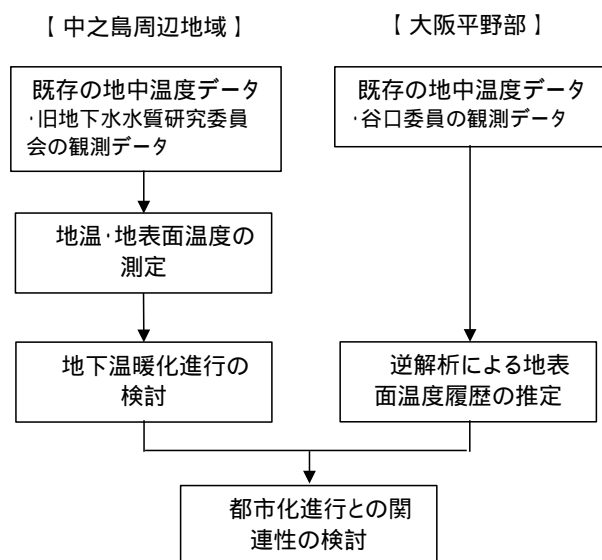 【 中之島周辺地域 】
【 大阪平野部 】
既存の地中温度データ
・旧地下水水質研究委員
会の観測データ
既存の地中温度データ
・谷口委員の観測データ
地温・地表面温度の
測定
地下温暖化進行の
検討
逆解析による地表
面温度履歴の推定
都市化進行との関
連性の検討